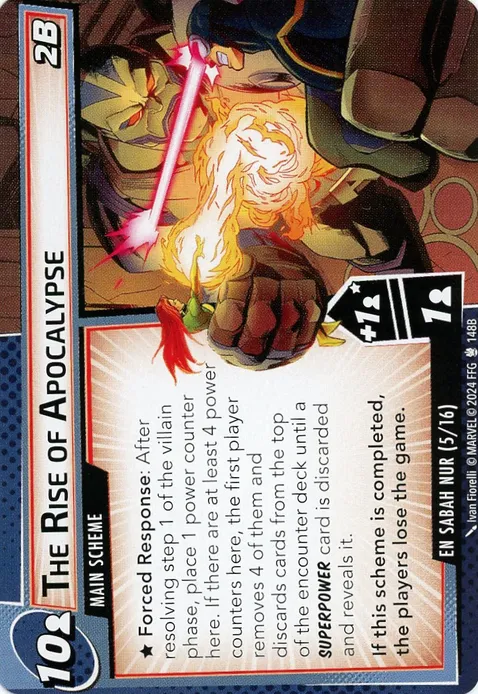 The Rise of Apocalypse
2B
10
MAIN SCHEME
★ Forced Response: After
resolving step 1 of the villain
phase, place 1 power counter
here. If there are at least 4 power
counters here, the first player
removes 4 of them and
discards cards from the top
of the encounter deck until a
SUPERPOWER card is discarded
and reveals it.
If this scheme is completed,
the players lose the game.
+1 ★
1
EN SABAH NUR (5/16)
Ivan Fiorelli © MARVEL © 2024 FFG 148B